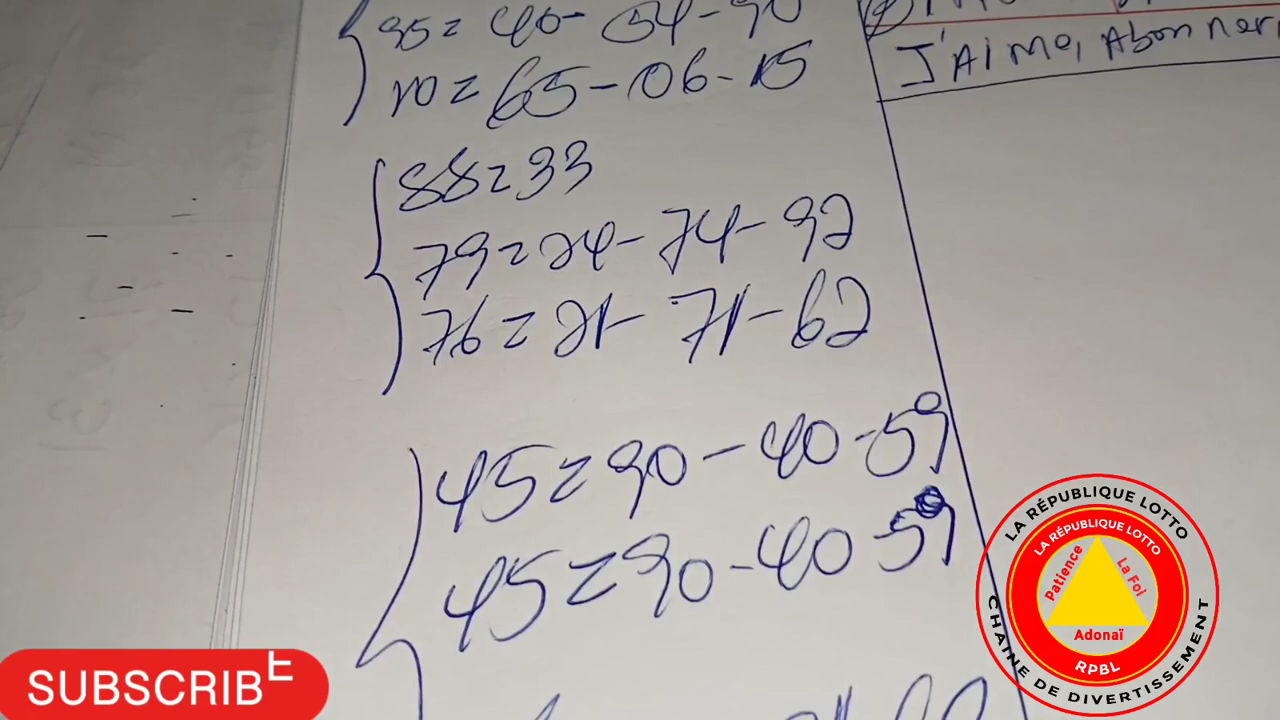 95= 40- 54-90
10= 65-06-15
88=33
79=24-74-92
76=21-71-62
45=90-40-59
45=90-40-59
J'Aime, Abonner
LA RÉPUBLIQUE LOTTO
LA RÉPUBLIQUE LOTTO
Patience
La Foi
Adonaï
RPBL
CHAINE DE DIVERTISSEMENT
SUBSCRIBE